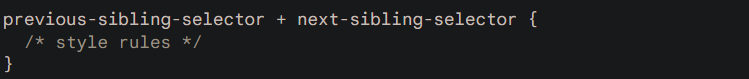 previous-sibling-selector + next-sibling-selector {
  /* style rules */
}